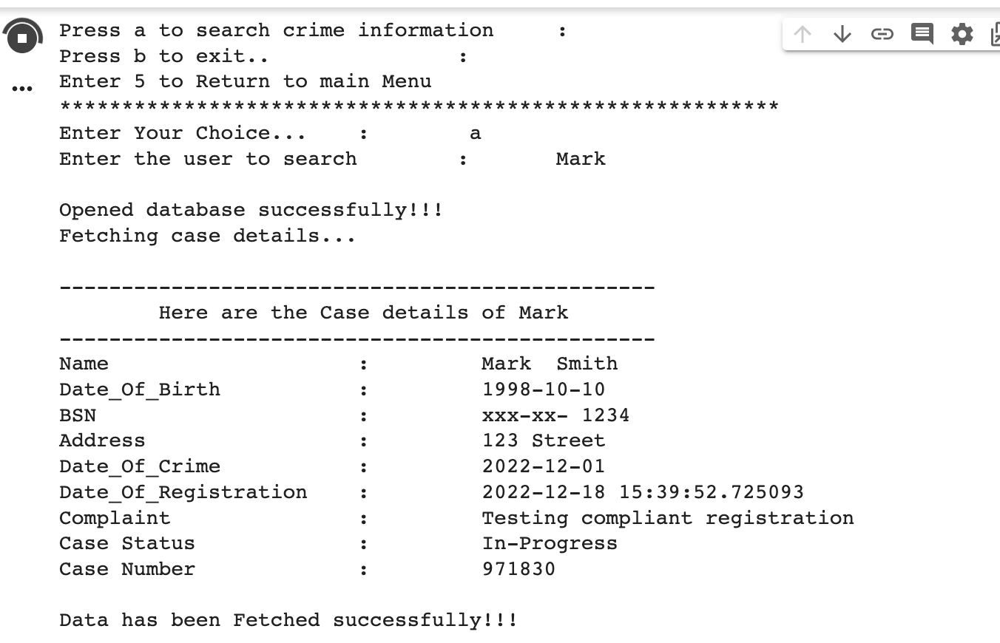 Press a to search crime information     :
Press b to exit..               :
Enter 5 to Return to main Menu
**********************************************************
Enter Your Choice...    :        a
Enter the user to search        :       Mark
Opened database successfully!!!
Fetching case details...
------------------------------------------------
        Here are the Case details of Mark
------------------------------------------------
Name                    :         Mark  Smith
Date_Of_Birth           :         1998-10-10
BSN                     :         xxx-xx- 1234
Address                 :         123 Street
Date_Of_Crime           :         2022-12-01
Date_Of_Registration    :         2022-12-18 15:39:52.725093
Complaint               :         Testing compliant registration
Case Status             :         In-Progress
Case Number             :         971830
Data has been Fetched successfully!!!